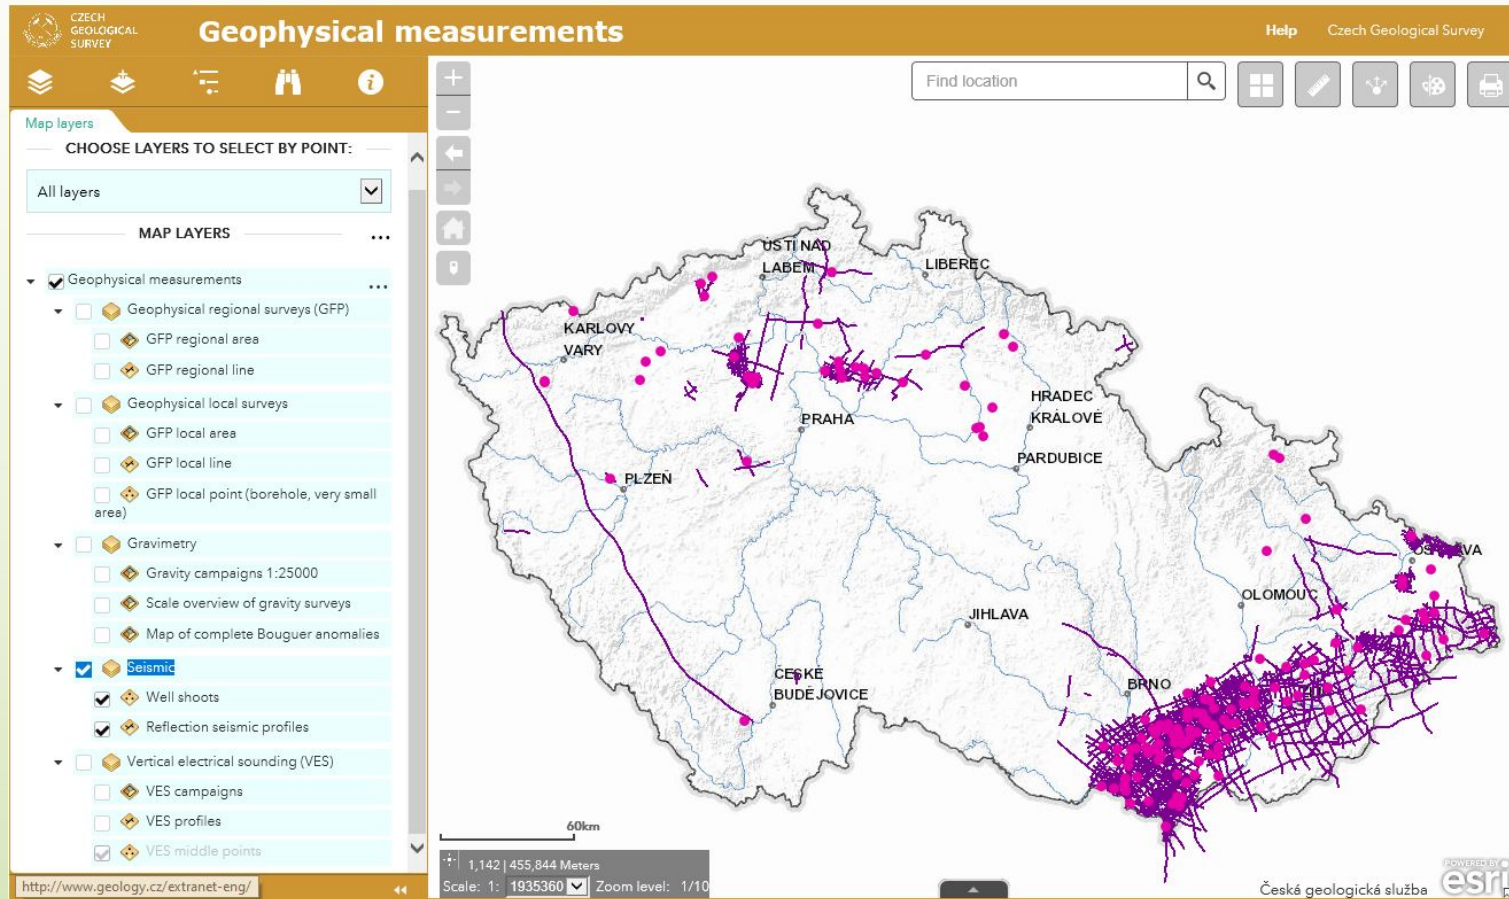 CZECH
GEOLOGICAL
SURVEY
Geophysical measurements
Help
Czech Geological Survey
Map layers
CHOOSE LAYERS TO SELECT BY POINT:
All layers
MAP LAYERS
...
Geophysical measurements
...
Geophysical regional surveys (GFP)
GFP regional area
GFP regional line
Geophysical local surveys
GFP local area
GFP local line
GFP local point (borehole, very small
area)
Gravimetry
Gravity campaigns 1:25000
Scale overview of gravity surveys
Map of complete Bouguer anomalies
Seismic
Well shoots
Reflection seismic profiles
Vertical electrical sounding (VES)
VES campaigns
VES profiles
VES middle points
http://www.geology.cz/extranet-eng/
Find location
ÚSTÍ NAD
LABEM
LIBEREC
KARLOVY
VARY
PRAHA
HRADEC
KRÁLOVÉ
PARDUBICE
PLZEŇ
OLOMOUC
JIHLAVA
BRNO
ČESKÉ
BUDĚJOVICE
60km
1,142 | 455,844 Meters
Scale: 1: 1935360 Zoom level: 1/10
Česká geologická služba
POWERED BY
esri